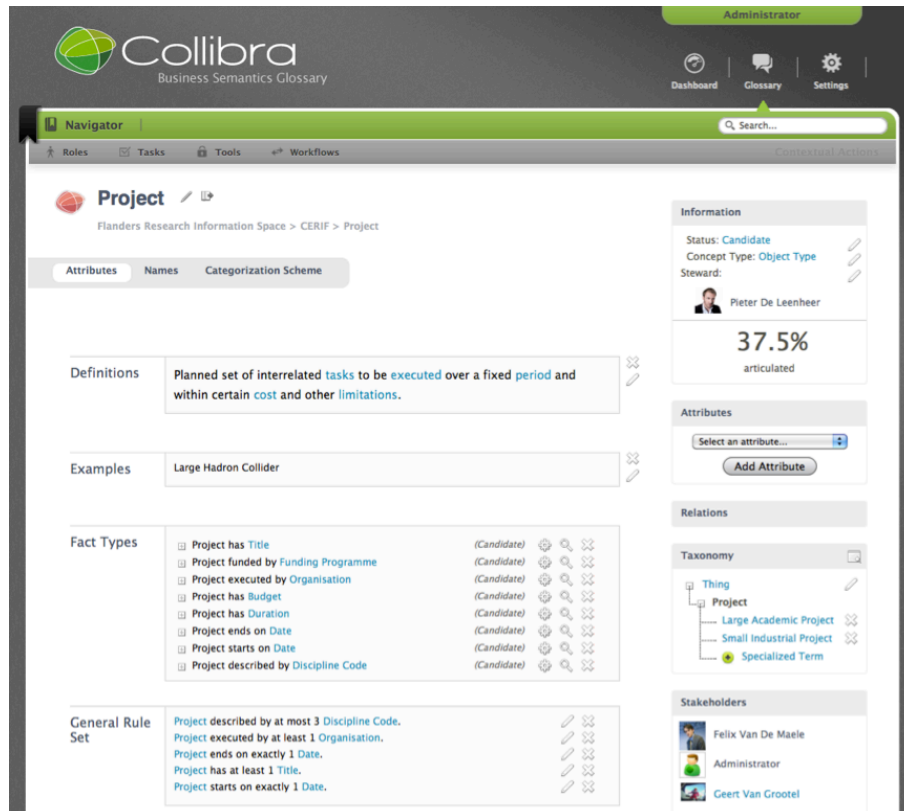 Administrator
Collibra
Business Semantics Glossary
Dashboard
Glossary
Settings
Navigator
Search...
Roles
Tasks
Tools
Workflows
Contextual Actions
Project
Flanders Research Information Space > CERIF > Project
Attributes
Names
Categorization Scheme
Definitions
Planned set of interrelated tasks to be executed over a fixed period and
within certain cost and other limitations.
Examples
Large Hadron Collider
Fact Types
Project has Title (Candidate)
Project funded by Funding Programme (Candidate)
Project executed by Organisation (Candidate)
Project has Budget (Candidate)
Project has Duration (Candidate)
Project ends on Date (Candidate)
Project starts on Date (Candidate)
Project described by Discipline Code (Candidate)
General Rule
Set
Project described by at most 3 Discipline Code.
Project executed by at least 1 Organisation.
Project ends on exactly 1 Date.
Project has at least 1 Title.
Project starts on exactly 1 Date.
Information
Status: Candidate
Concept Type: Object Type
Steward:
Pieter De Leenheer
37.5%
articulated
Attributes
Select an attribute...
Add Attribute
Relations
Taxonomy
Thing
Project
Large Academic Project
Small Industrial Project
Specialized Term
Stakeholders
Felix Van De Maele
Administrator
Geert Van Grootel